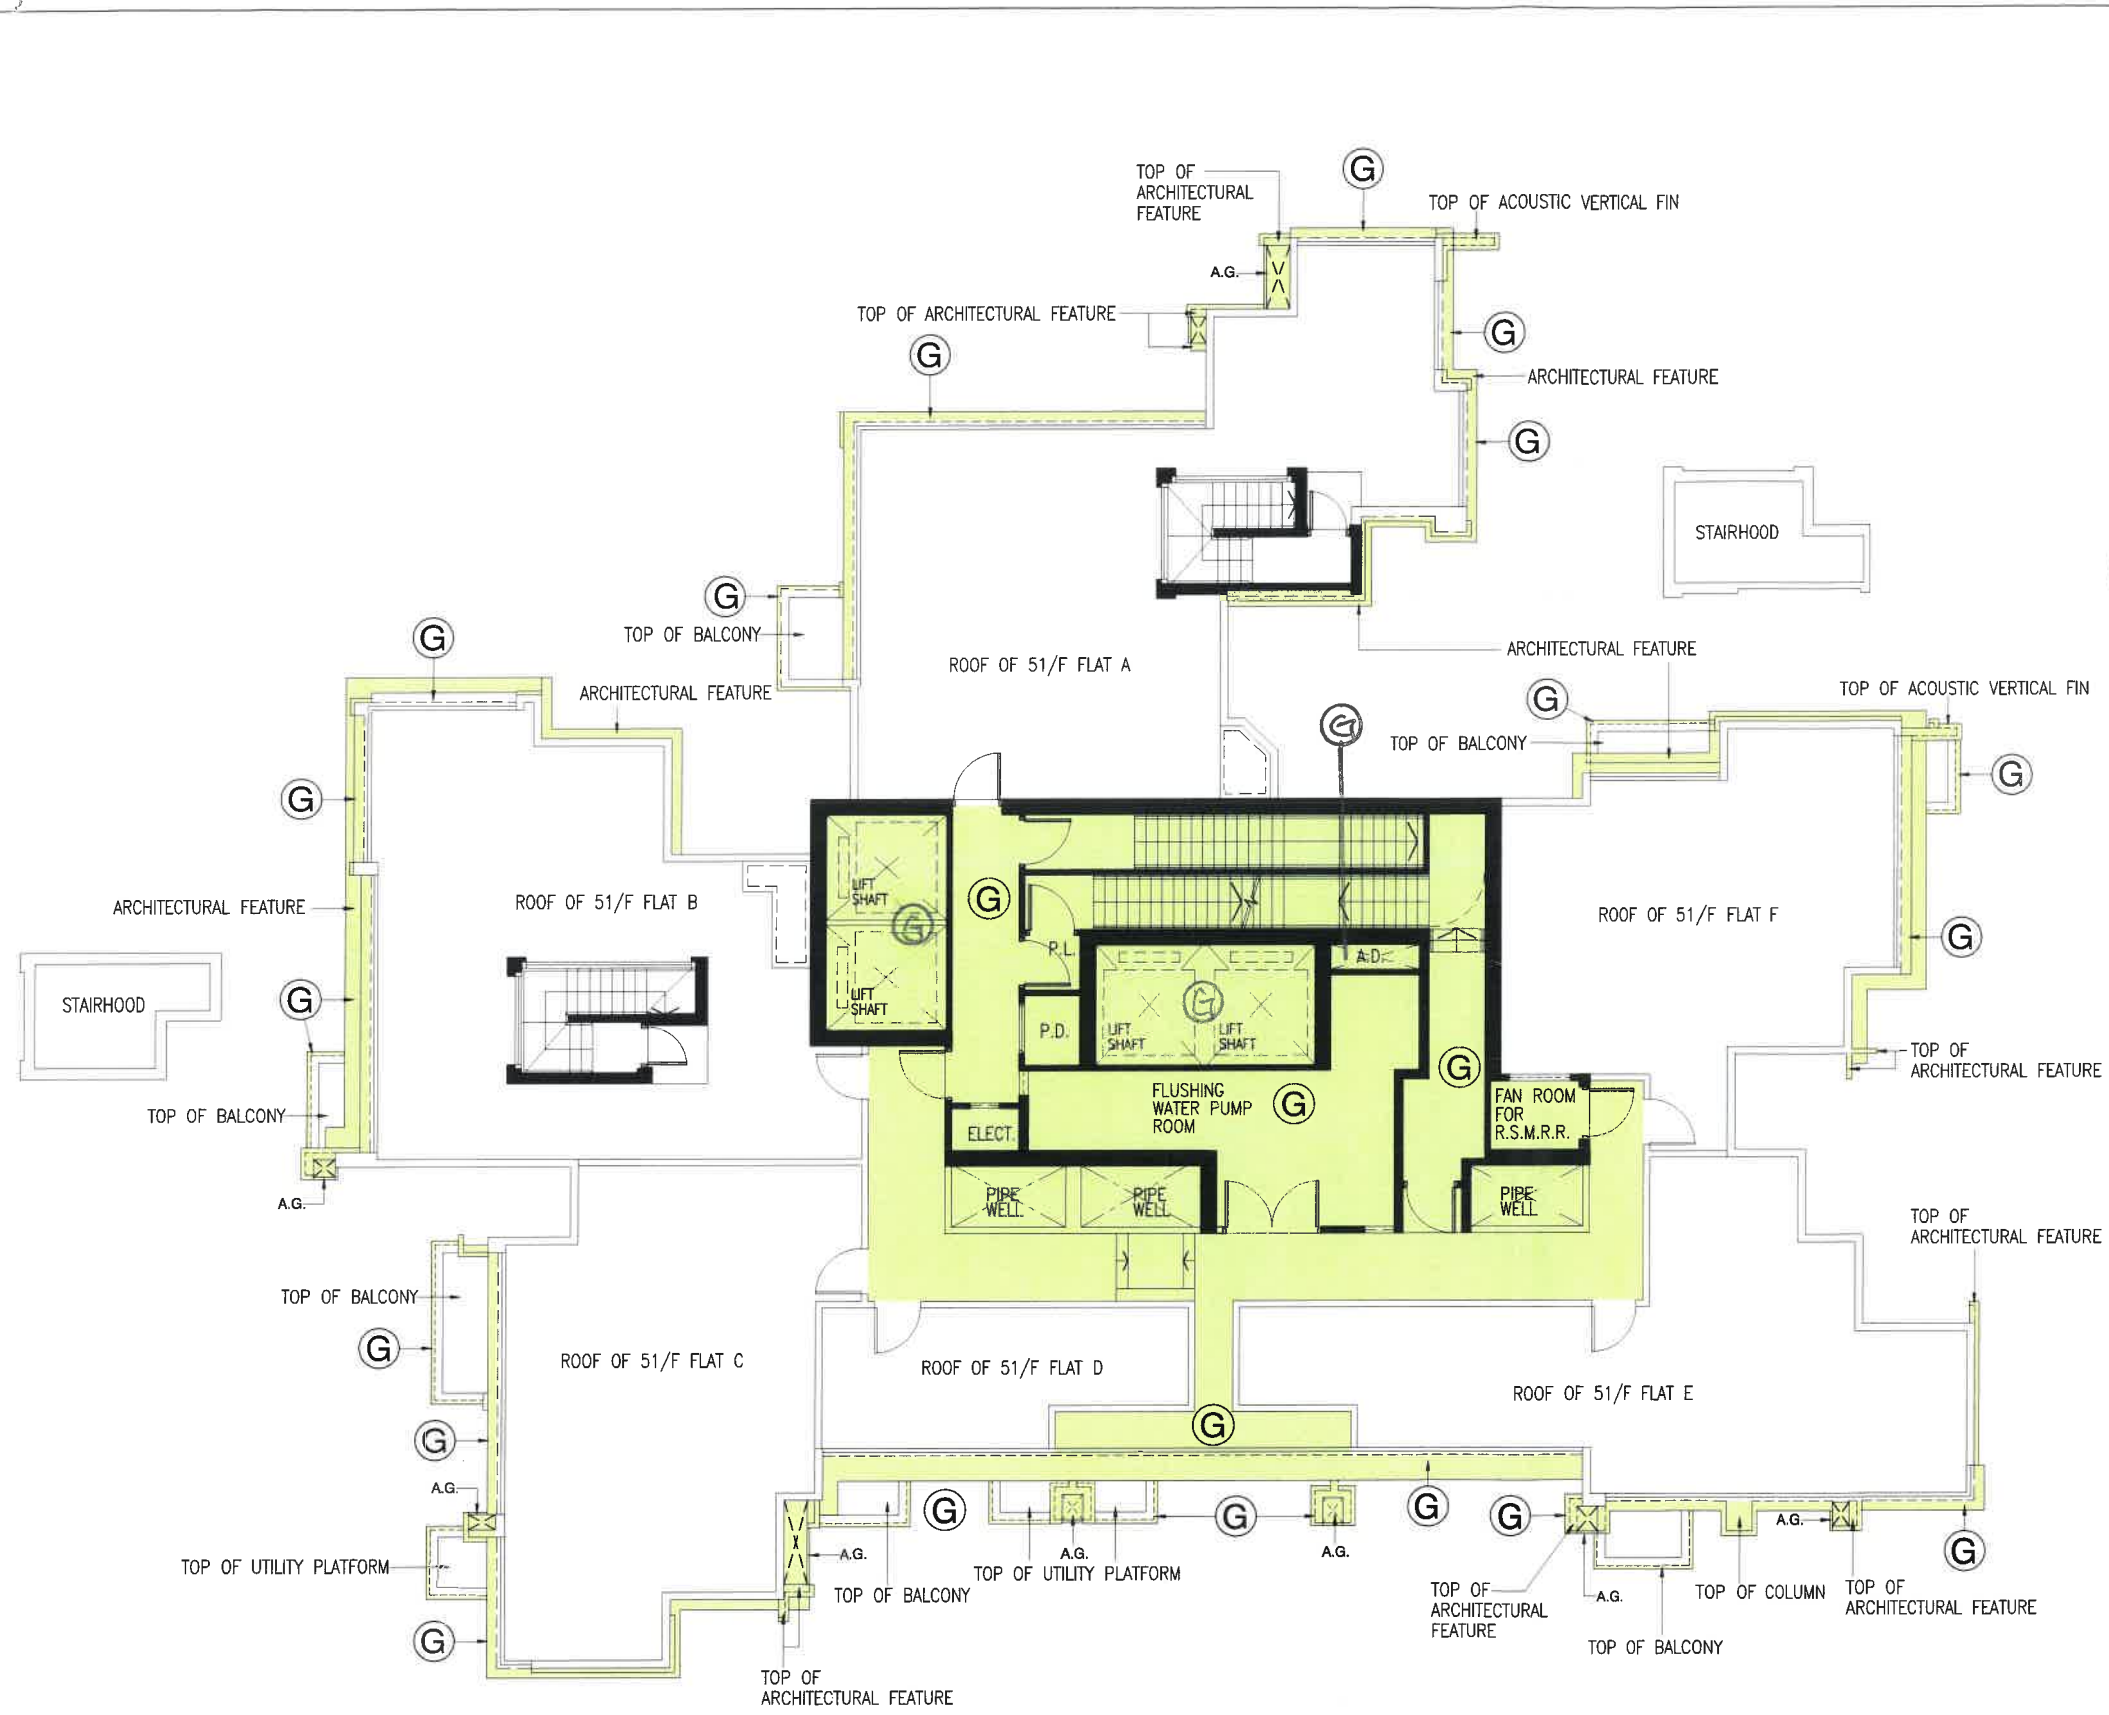 G
TOP OF
ARCHITECTURAL
FEATURE
TOP OF ACOUSTIC VERTICAL FIN
A.G.
TOP OF ARCHITECTURAL FEATURE
G
G
ARCHITECTURAL FEATURE
G
STAIRHOOD
G
TOP OF BALCONY
G
ROOF OF 51/F FLAT A
ARCHITECTURAL FEATURE
ARCHITECTURAL FEATURE
G
TOP OF ACOUSTIC VERTICAL FIN
G
TOP OF BALCONY
G
G
LIFT
SHAFT
G
G
ARCHITECTURAL FEATURE
ROOF OF 51/F FLAT B
ROOF OF 51/F FLAT F
G
P.L.
A.D.
STAIRHOOD
G
LIFT
SHAFT
G
P.D.
LIFT
SHAFT
LIFT
SHAFT
G
TOP OF
ARCHITECTURAL FEATURE
TOP OF BALCONY
ELECT.
FLUSHING
WATER PUMP
ROOM
G
FAN ROOM
FOR
R.S.M.R.R.
A.G.
PIPE
WELL
PIPE
WELL
PIPE
WELL
TOP OF
ARCHITECTURAL FEATURE
TOP OF BALCONY
G
ROOF OF 51/F FLAT C
ROOF OF 51/F FLAT D
ROOF OF 51/F FLAT E
G
G
A.G.
G
G
G
G
A.G.
G
TOP OF UTILITY PLATFORM
A.G.
A.G.
TOP OF UTILITY PLATFORM
A.G.
TOP OF BALCONY
TOP OF
ARCHITECTURAL
FEATURE
A.G.
TOP OF COLUMN
TOP OF
ARCHITECTURAL FEATURE
G
TOP OF BALCONY
TOP OF
ARCHITECTURAL FEATURE